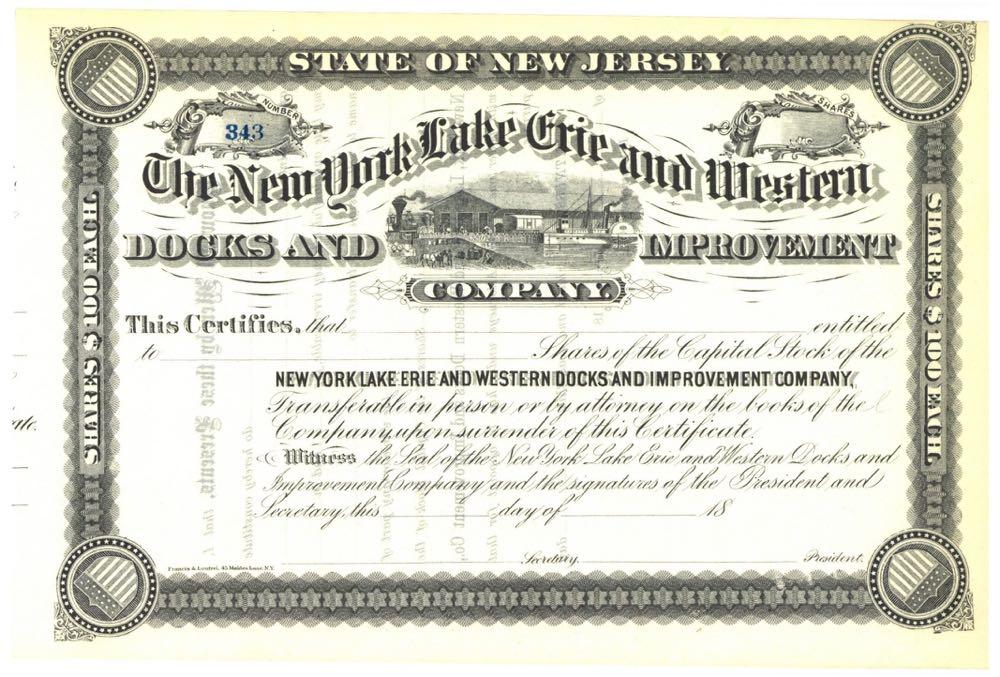 STATE OF NEW JERSEY.
NUMBER
343
SHARES
The New York Lake Erie and Western
DOCKS AND IMPROVEMENT
COMPANY.
SHARES $100 EACH.
SHARES $100 EACH.
This Certifies, that entitled
to Shares of the Capital Stock of the
NEW YORK LAKE ERIE AND WESTERN DOCKS AND IMPROVEMENT COMPANY,
Transferable in person or by attorney on the books of the
Company upon surrender of this Certificate.
Witness the Seal of the New York Lake Erie and Western Docks and
Improvement Company and the signatures of the President and
Secretary, this day of 18
Secretary. President.
Francis & Loutrel, 45 Maiden Lane, N.Y.